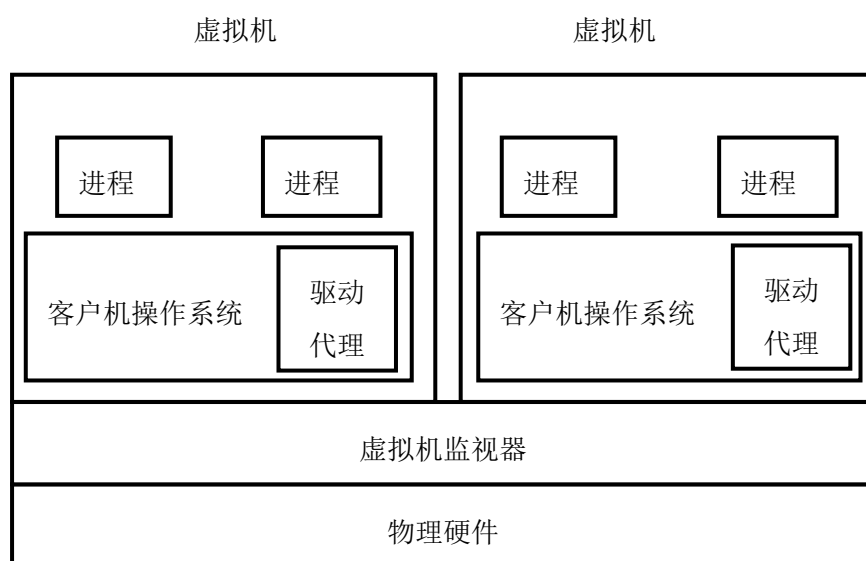 虚拟机
虚拟机
进程
进程
进程
进程
客户机操作系统
驱动
代理
客户机操作系统
驱动
代理
虚拟机监视器
物理硬件